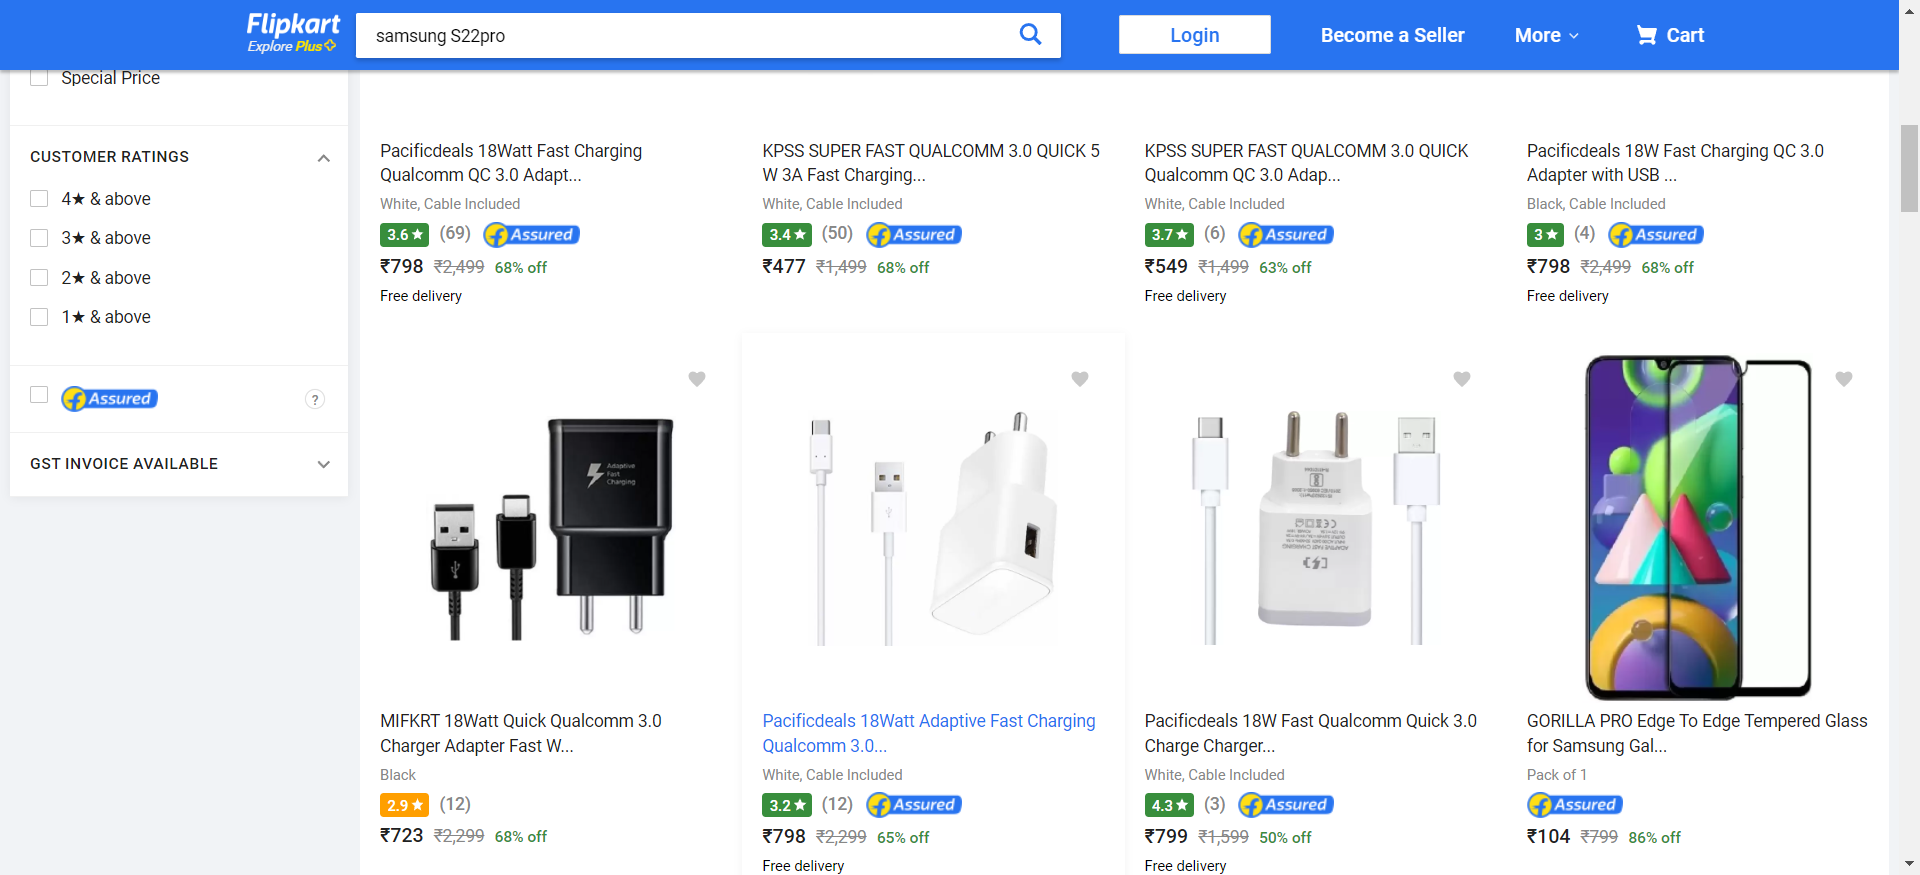 Flipkart
Explore Plus
samsung S22pro
Login
Become a Seller
More
Cart
Special Price
CUSTOMER RATINGS
4★ & above
3★ & above
2★ & above
1★ & above
Assured
?
GST INVOICE AVAILABLE
Pacificdeals 18Watt Fast Charging
Qualcomm QC 3.0 Adapt...
White, Cable Included
3.6★ (69) Assured
₹798 ₹2,499 68% off
Free delivery
KPSS SUPER FAST QUALCOMM 3.0 QUICK 5
W 3A Fast Charging...
White, Cable Included
3.4★ (50) Assured
₹477 ₹1,499 68% off
KPSS SUPER FAST QUALCOMM 3.0 QUICK
Qualcomm QC 3.0 Adap...
White, Cable Included
3.7★ (6) Assured
₹549 ₹1,499 63% off
Free delivery
Pacificdeals 18W Fast Charging QC 3.0
Adapter with USB ...
Black, Cable Included
3★ (4) Assured
₹798 ₹2,499 68% off
Free delivery
Adaptive
Fast
Charging
MIFKRT 18Watt Quick Qualcomm 3.0
Charger Adapter Fast W...
Black
2.9★ (12)
₹723 ₹2,299 68% off
Pacificdeals 18Watt Adaptive Fast Charging
Qualcomm 3.0...
White, Cable Included
3.2★ (12) Assured
₹798 ₹2,299 65% off
Free delivery
ADAPTIVE FAST CHARGING
Pacificdeals 18W Fast Qualcomm Quick 3.0
Charge Charger...
White, Cable Included
4.3★ (3) Assured
₹799 ₹1,599 50% off
Free delivery
GORILLA PRO Edge To Edge Tempered Glass
for Samsung Gal...
Pack of 1
Assured
₹104 ₹799 86% off